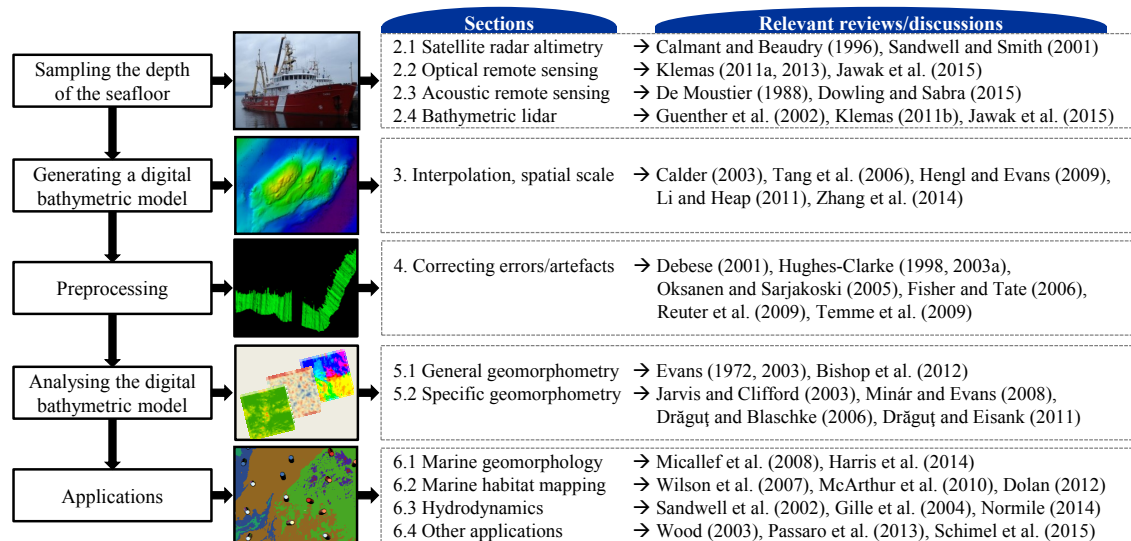 Sections
Relevant reviews/discussions
Sampling the depth
of the seafloor
2.1 Satellite radar altimetry → Calmant and Beaudry (1996), Sandwell and Smith (2001)
2.2 Optical remote sensing → Klemas (2011a, 2013), Jawak et al. (2015)
2.3 Acoustic remote sensing → De Moustier (1988), Dowling and Sabra (2015)
2.4 Bathymetric lidar → Guenther et al. (2002), Klemas (2011b), Jawak et al. (2015)
Generating a digital
bathymetric model
3. Interpolation, spatial scale → Calder (2003), Tang et al. (2006), Hengl and Evans (2009),
Li and Heap (2011), Zhang et al. (2014)
Preprocessing
4. Correcting errors/artefacts → Debese (2001), Hughes-Clarke (1998, 2003a),
Oksanen and Sarjakoski (2005), Fisher and Tate (2006),
Reuter et al. (2009), Temme et al. (2009)
Analysing the digital
bathymetric model
5.1 General geomorphometry → Evans (1972, 2003), Bishop et al. (2012)
5.2 Specific geomorphometry → Jarvis and Clifford (2003), Minár and Evans (2008),
Drăguţ and Blaschke (2006), Drăguţ and Eisank (2011)
Applications
6.1 Marine geomorphology → Micallef et al. (2008), Harris et al. (2014)
6.2 Marine habitat mapping → Wilson et al. (2007), McArthur et al. (2010), Dolan (2012)
6.3 Hydrodynamics → Sandwell et al. (2002), Gille et al. (2004), Normile (2014)
6.4 Other applications → Wood (2003), Passaro et al. (2013), Schimel et al. (2015)